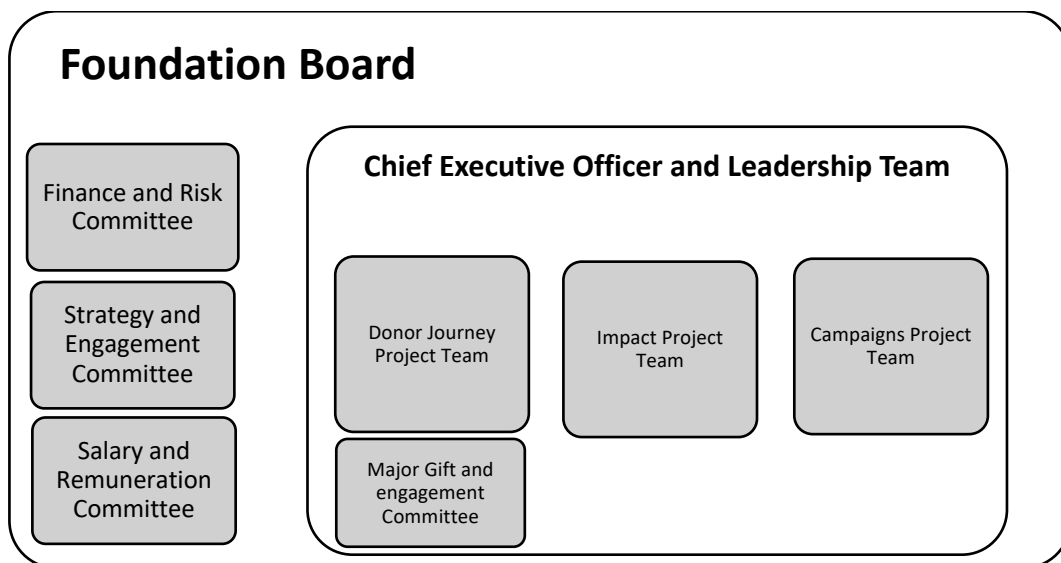 Foundation Board
Finance and Risk
Committee
Strategy and
Engagement
Committee
Salary and
Remuneration
Committee
Chief Executive Officer and Leadership Team
Donor Journey
Project Team
Impact Project
Team
Campaigns Project
Team
Major Gift and
engagement
Committee